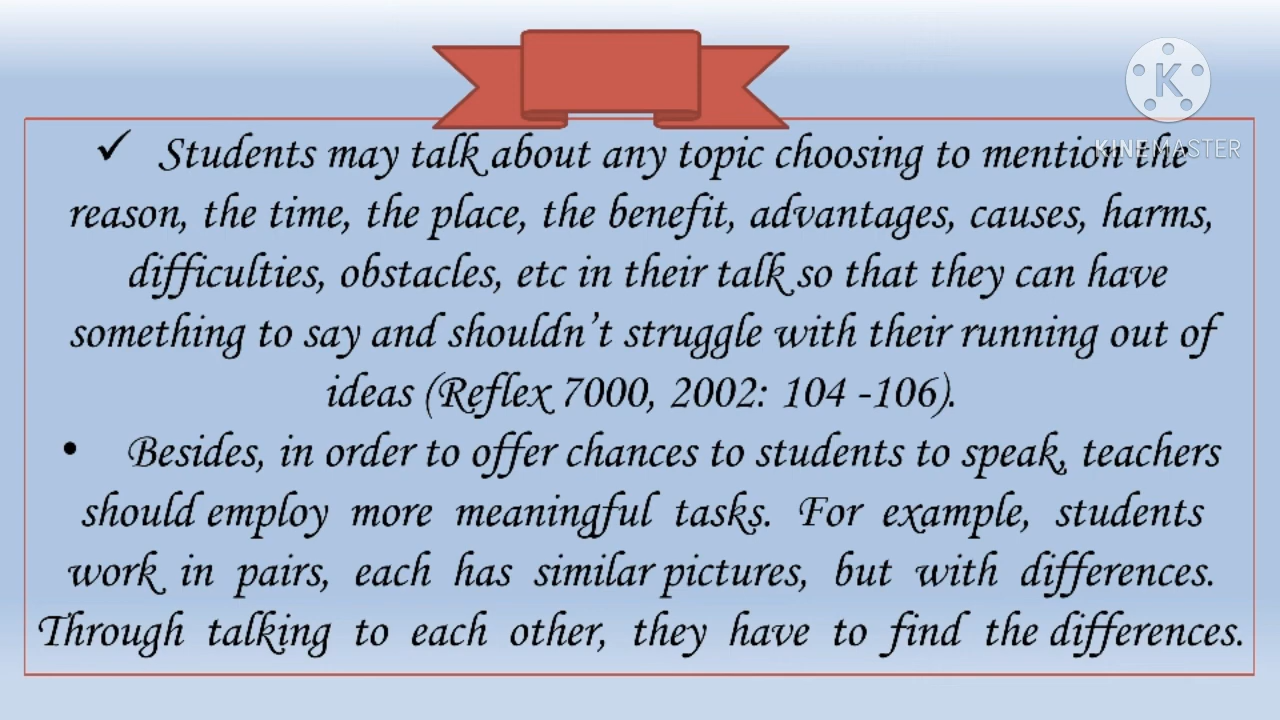 K
KINEMASTER
✓ Students may talk about any topic choosing to mention the
reason, the time, the place, the benefit, advantages, causes, harms,
difficulties, obstacles, etc in their talk so that they can have
something to say and shouldn't struggle with their running out of
ideas (Reflex 7000, 2002: 104 -106).
• Besides, in order to offer chances to students to speak, teachers
should employ more meaningful tasks. For example, students
work in pairs, each has similar pictures, but with differences.
Through talking to each other, they have to find the differences.